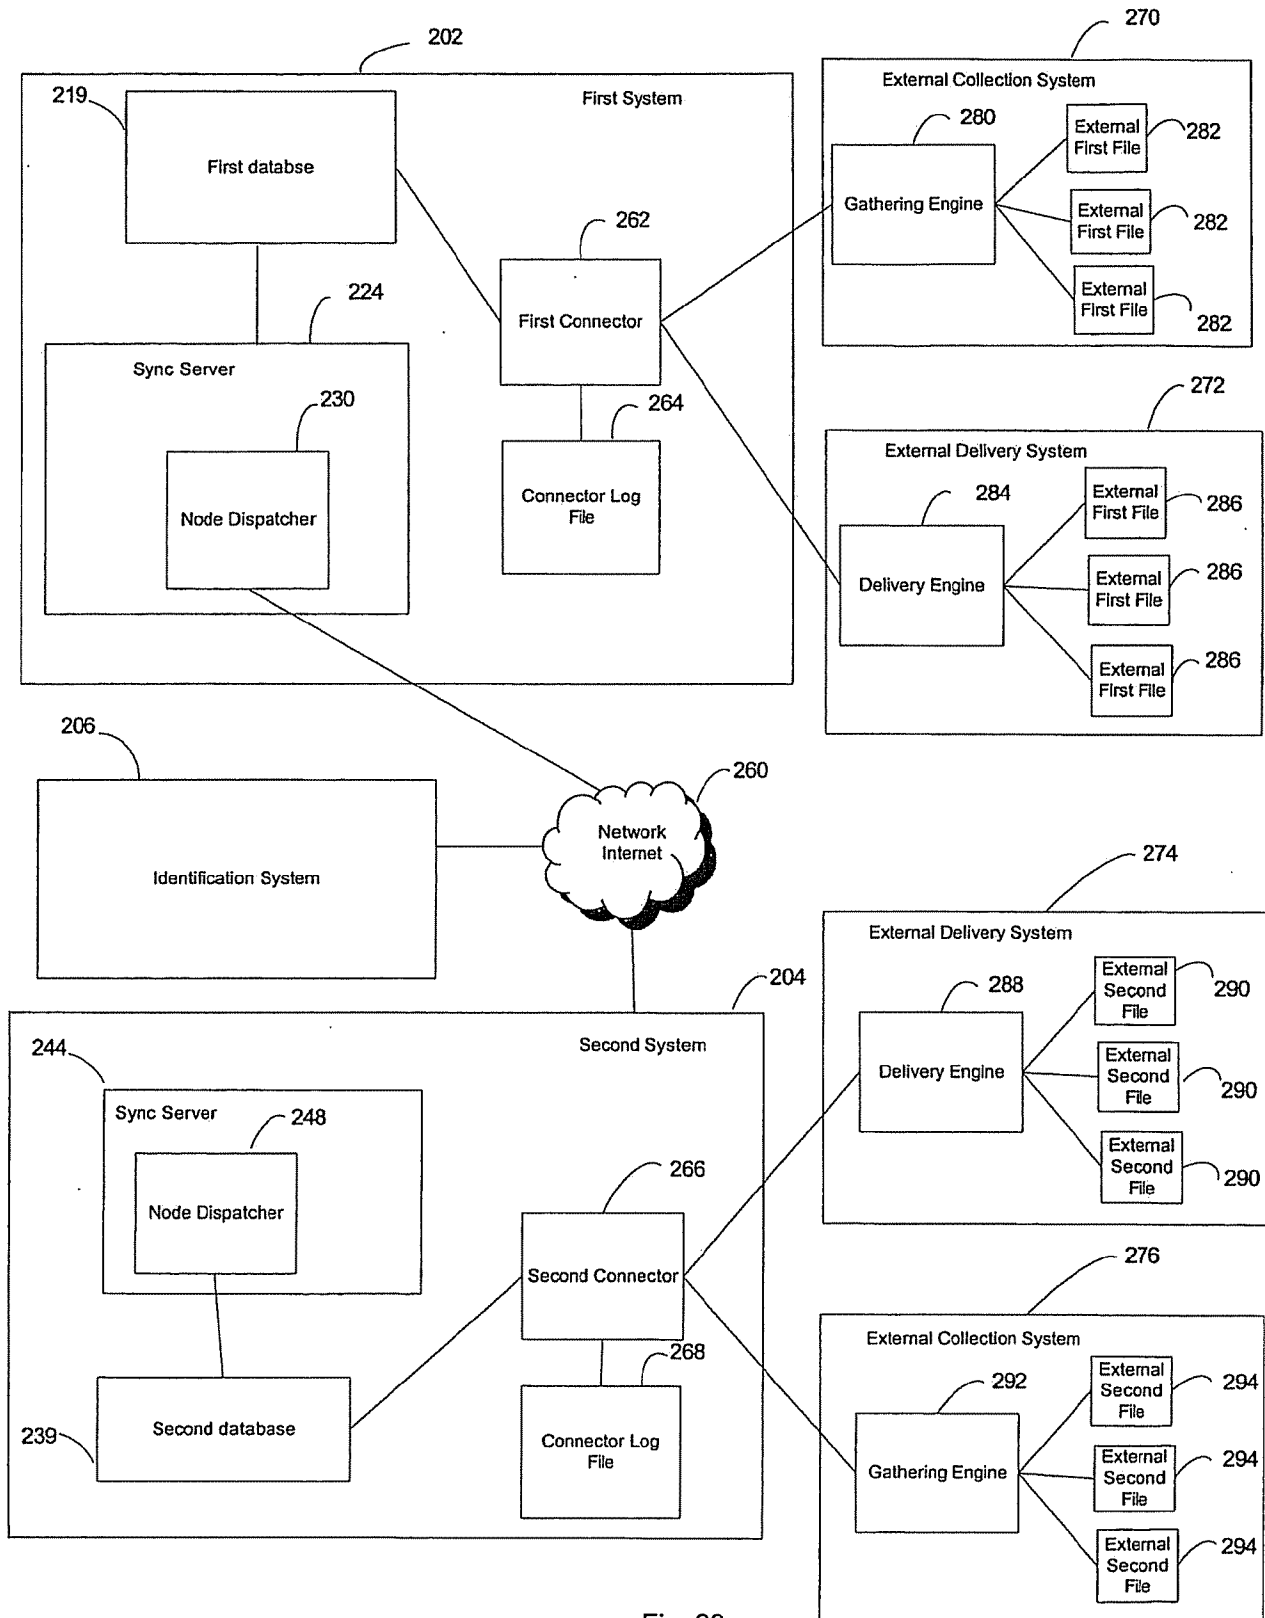 202
270
219
First System
External Collection System
280
External
First File
282
First databse
Gathering Engine
External
First File
282
262
External
First File
282
224
First Connector
Sync Server
230
264
272
External Delivery System
284
External
First File
286
Connector Log
File
Node Dispatcher
External
First File
286
Delivery Engine
External
First File
286
206
260
Network
Internet
Identification System
274
External Delivery System
204
288
External
Second
File
290
244
Second System
Delivery Engine
External
Second
File
290
Sync Server
248
External
Second
File
290
266
Node Dispatcher
276
Second Connector
External Collection System
268
292
External
Second
File
294
Second database
239
Connector Log
File
Gathering Engine
External
Second
File
294
External
Second
File
294